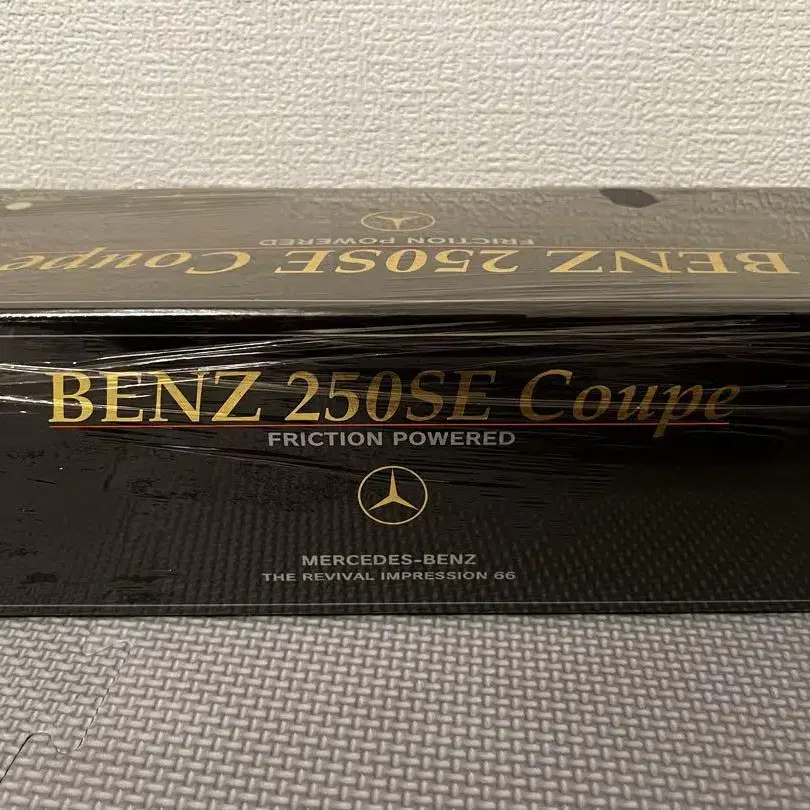 FRICTION POWERED
BENZ 250SE Coupe
BENZ 250SE Coupe
FRICTION POWERED
MERCEDES-BENZ
THE REVIVAL IMPRESSION 66